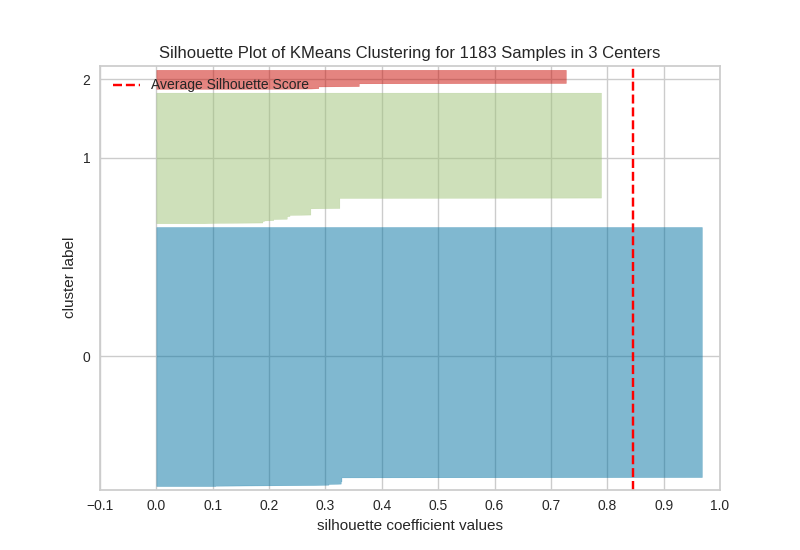 Silhouette Plot of KMeans Clustering for 1183 Samples in 3 Centers
2
Average Silhouette Score
1
cluster label
0
−0.1 0.0 0.1 0.2 0.3 0.4 0.5 0.6 0.7 0.8 0.9 1.0
silhouette coefficient values